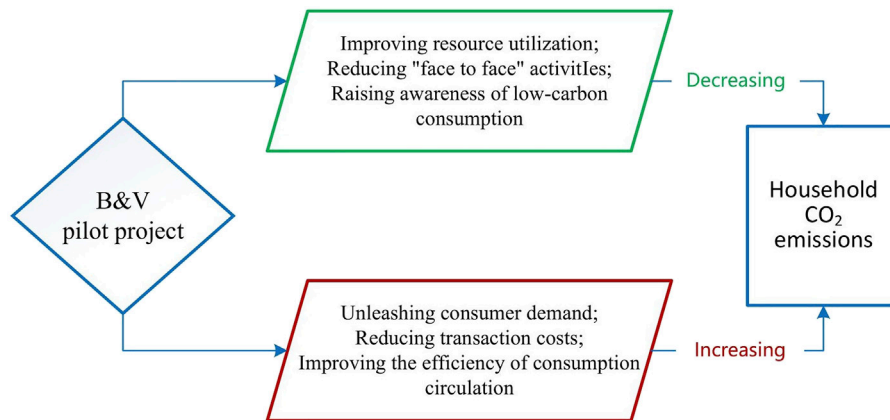 Improving resource utilization;
Reducing "face to face" activitIes;
Raising awareness of low-carbon
consumption
Decreasing
B&V
pilot project
Household
CO₂
emissions
Unleashing consumer demand;
Reducing transaction costs;
Improving the efficiency of consumption
circulation
Increasing